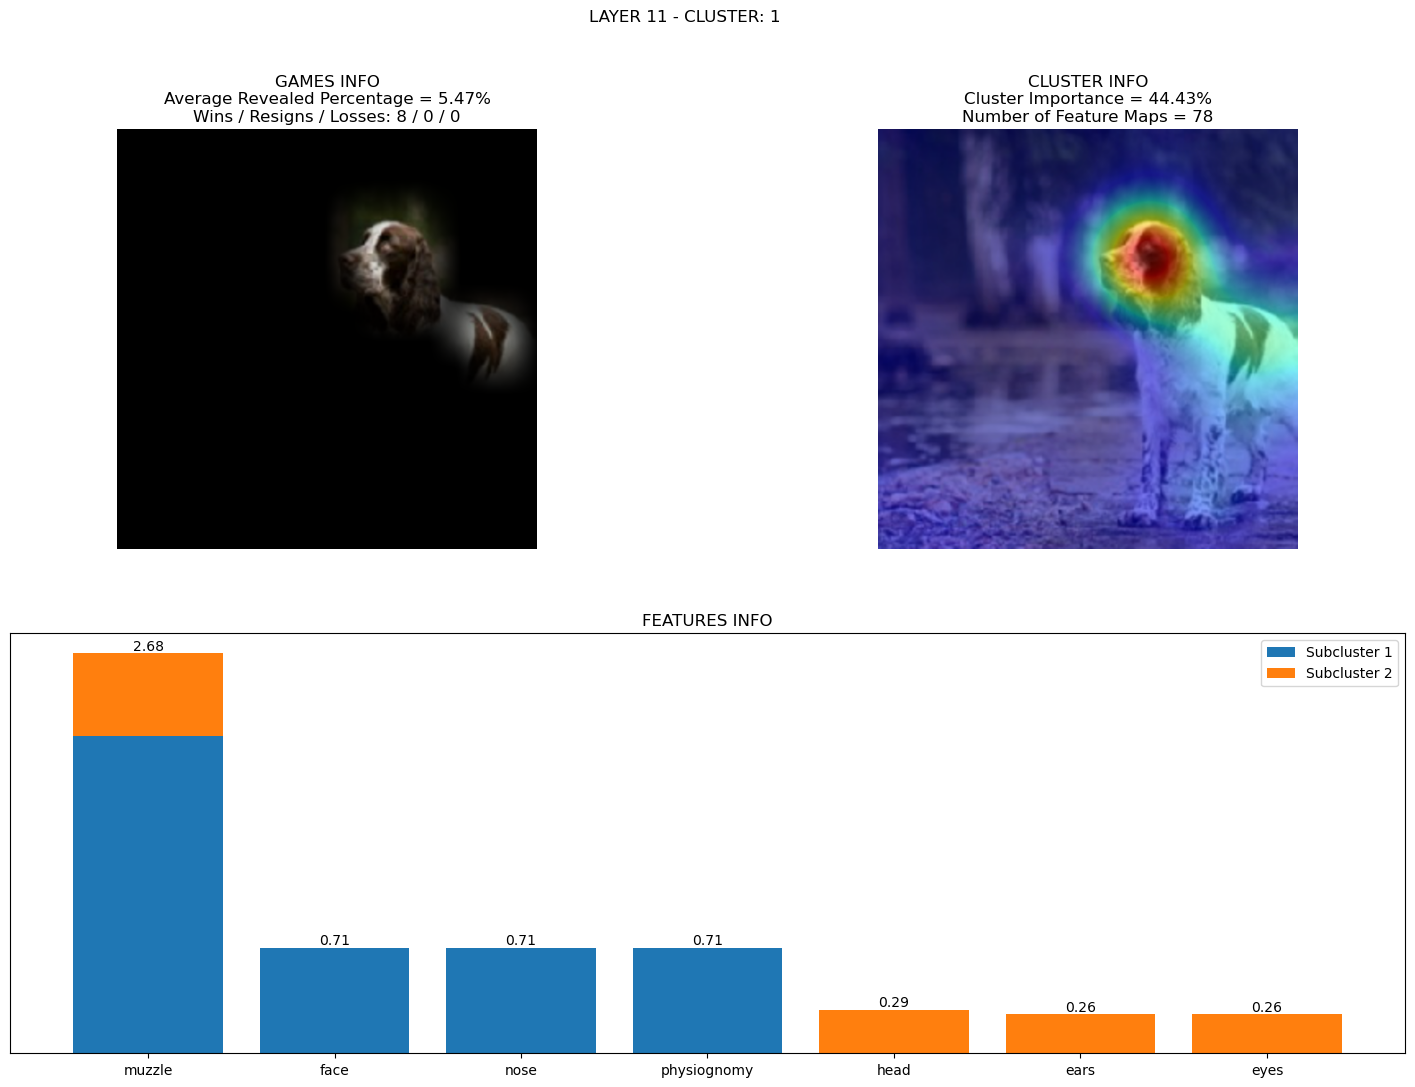 LAYER 11 - CLUSTER: 1
GAMES INFO
Average Revealed Percentage = 5.47%
Wins / Resigns / Losses: 8 / 0 / 0
CLUSTER INFO
Cluster Importance = 44.43%
Number of Feature Maps = 78
FEATURES INFO
Subcluster 1
Subcluster 2
2.68
0.71
0.71
0.71
0.29
0.26
0.26
muzzle
face
nose
physiognomy
head
ears
eyes